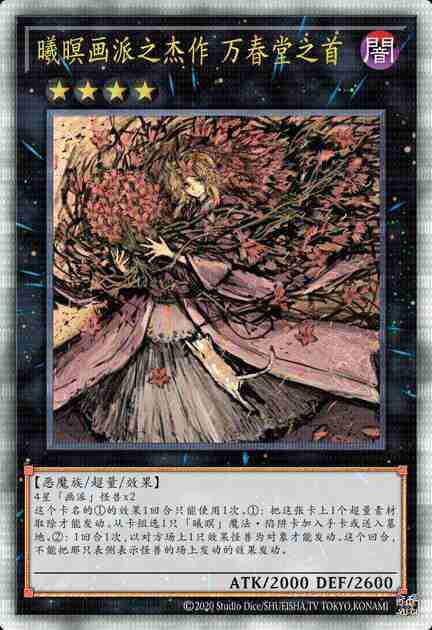 曦暝画派之杰作 万春堂之首
闇
【恶魔族/超量/效果】
4星「画派」怪兽x2
这个卡名的①的效果1回合只能使用1次。①：把这张卡上1个超量素材
取除才能发动。从卡组选1只「曦暝」魔法·陷阱卡加入手卡或送入墓
地。②：1回合1次，以对方场上1只效果怪兽为对象才能发动。这个回合，
不能把那只表侧表示怪兽的场上发动的效果发动。
ATK/2000 DEF/2600
©2020 Studio Dice/SHUEISHA,TV TOKYO,KONAMI